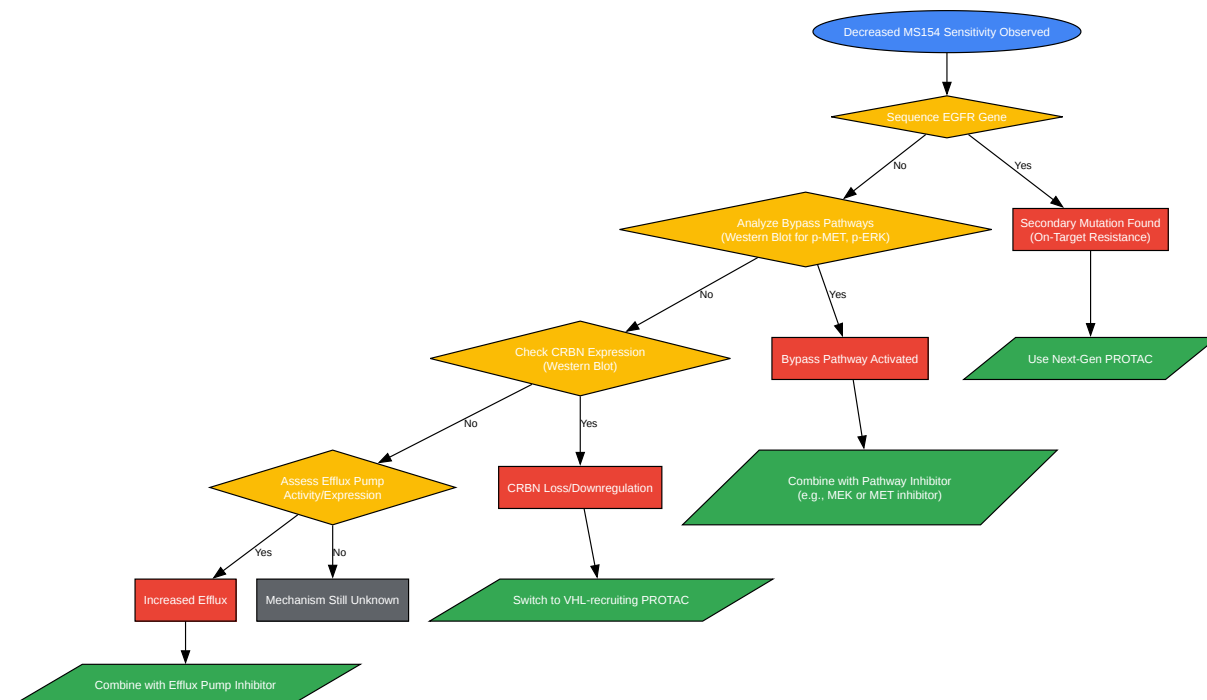 Decreased MS154 Sensitivity Observed
Sequence EGFR Gene
No
Yes
Analyze Bypass Pathways
(Western Blot for p-MET, p-ERK)
Secondary Mutation Found
(On-Target Resistance)
No
Yes
Check CRBN Expression
(Western Blot)
Bypass Pathway Activated
Use Next-Gen PROTAC
No
Yes
Assess Efflux Pump
Activity/Expression
CRBN Loss/Downregulation
Combine with Pathway Inhibitor
(e.g., MEK or MET inhibitor)
Yes
No
Increased Efflux
Mechanism Still Unknown
Switch to VHL-recruiting PROTAC
Combine with Efflux Pump Inhibitor